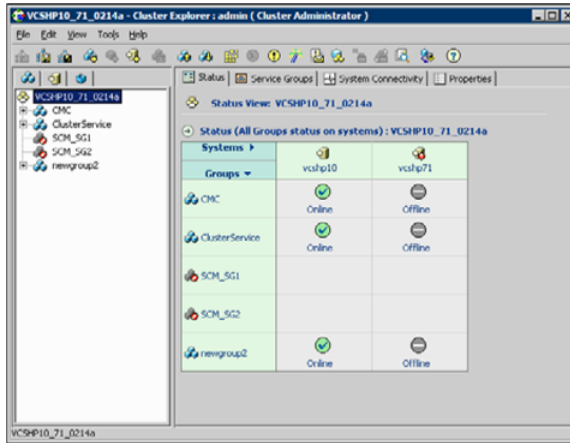 VCSHP10_71_0214a - Cluster Explorer : admin ( Cluster Administrator )
File Edit View Tools Help
Status Service Groups System Connectivity Properties
VCSHP10_71_0214a
CMC
ClusterService
SCM_SG1
SCM_SG2
newgroup2
Status View: VCSHP10_71_0214a
Status (All Groups status on systems) : VCSHP10_71_0214a
Systems
Groups
vcshp10
vcshp71
CMC
Online
Offline
ClusterService
Online
Offline
SCM_SG1
SCM_SG2
newgroup2
Online
Offline
VCSHP10_71_0214a